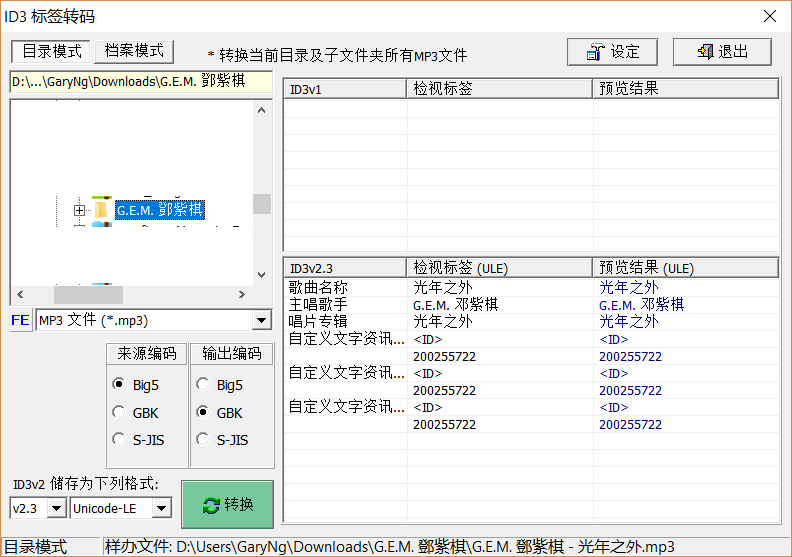 ID3 标签转码
目录模式 档案模式 * 转换当前目录及子文件夹所有MP3文件 设定 退出
D:\...\GaryNg\Downloads\G.E.M. 鄧紫棋
G.E.M. 鄧紫棋
FE MP3 文件 (*.mp3)
来源编码 输出编码
Big5 Big5
GBK GBK
S-JIS S-JIS
ID3v2 储存为下列格式:
v2.3 Unicode-LE 转换
ID3v1 检视标签 预览结果
ID3v2.3 检视标签 (ULE) 预览结果 (ULE)
歌曲名称 光年之外 光年之外
主唱歌手 G.E.M. 邓紫棋 G.E.M. 邓紫棋
唱片专辑 光年之外 光年之外
自定义文字资讯... <ID> <ID>
200255722 200255722
自定义文字资讯... <ID> <ID>
200255722 200255722
自定义文字资讯... <ID> <ID>
200255722 200255722
目录模式 样办文件: D:\Users\GaryNg\Downloads\G.E.M. 鄧紫棋\G.E.M. 鄧紫棋 - 光年之外.mp3